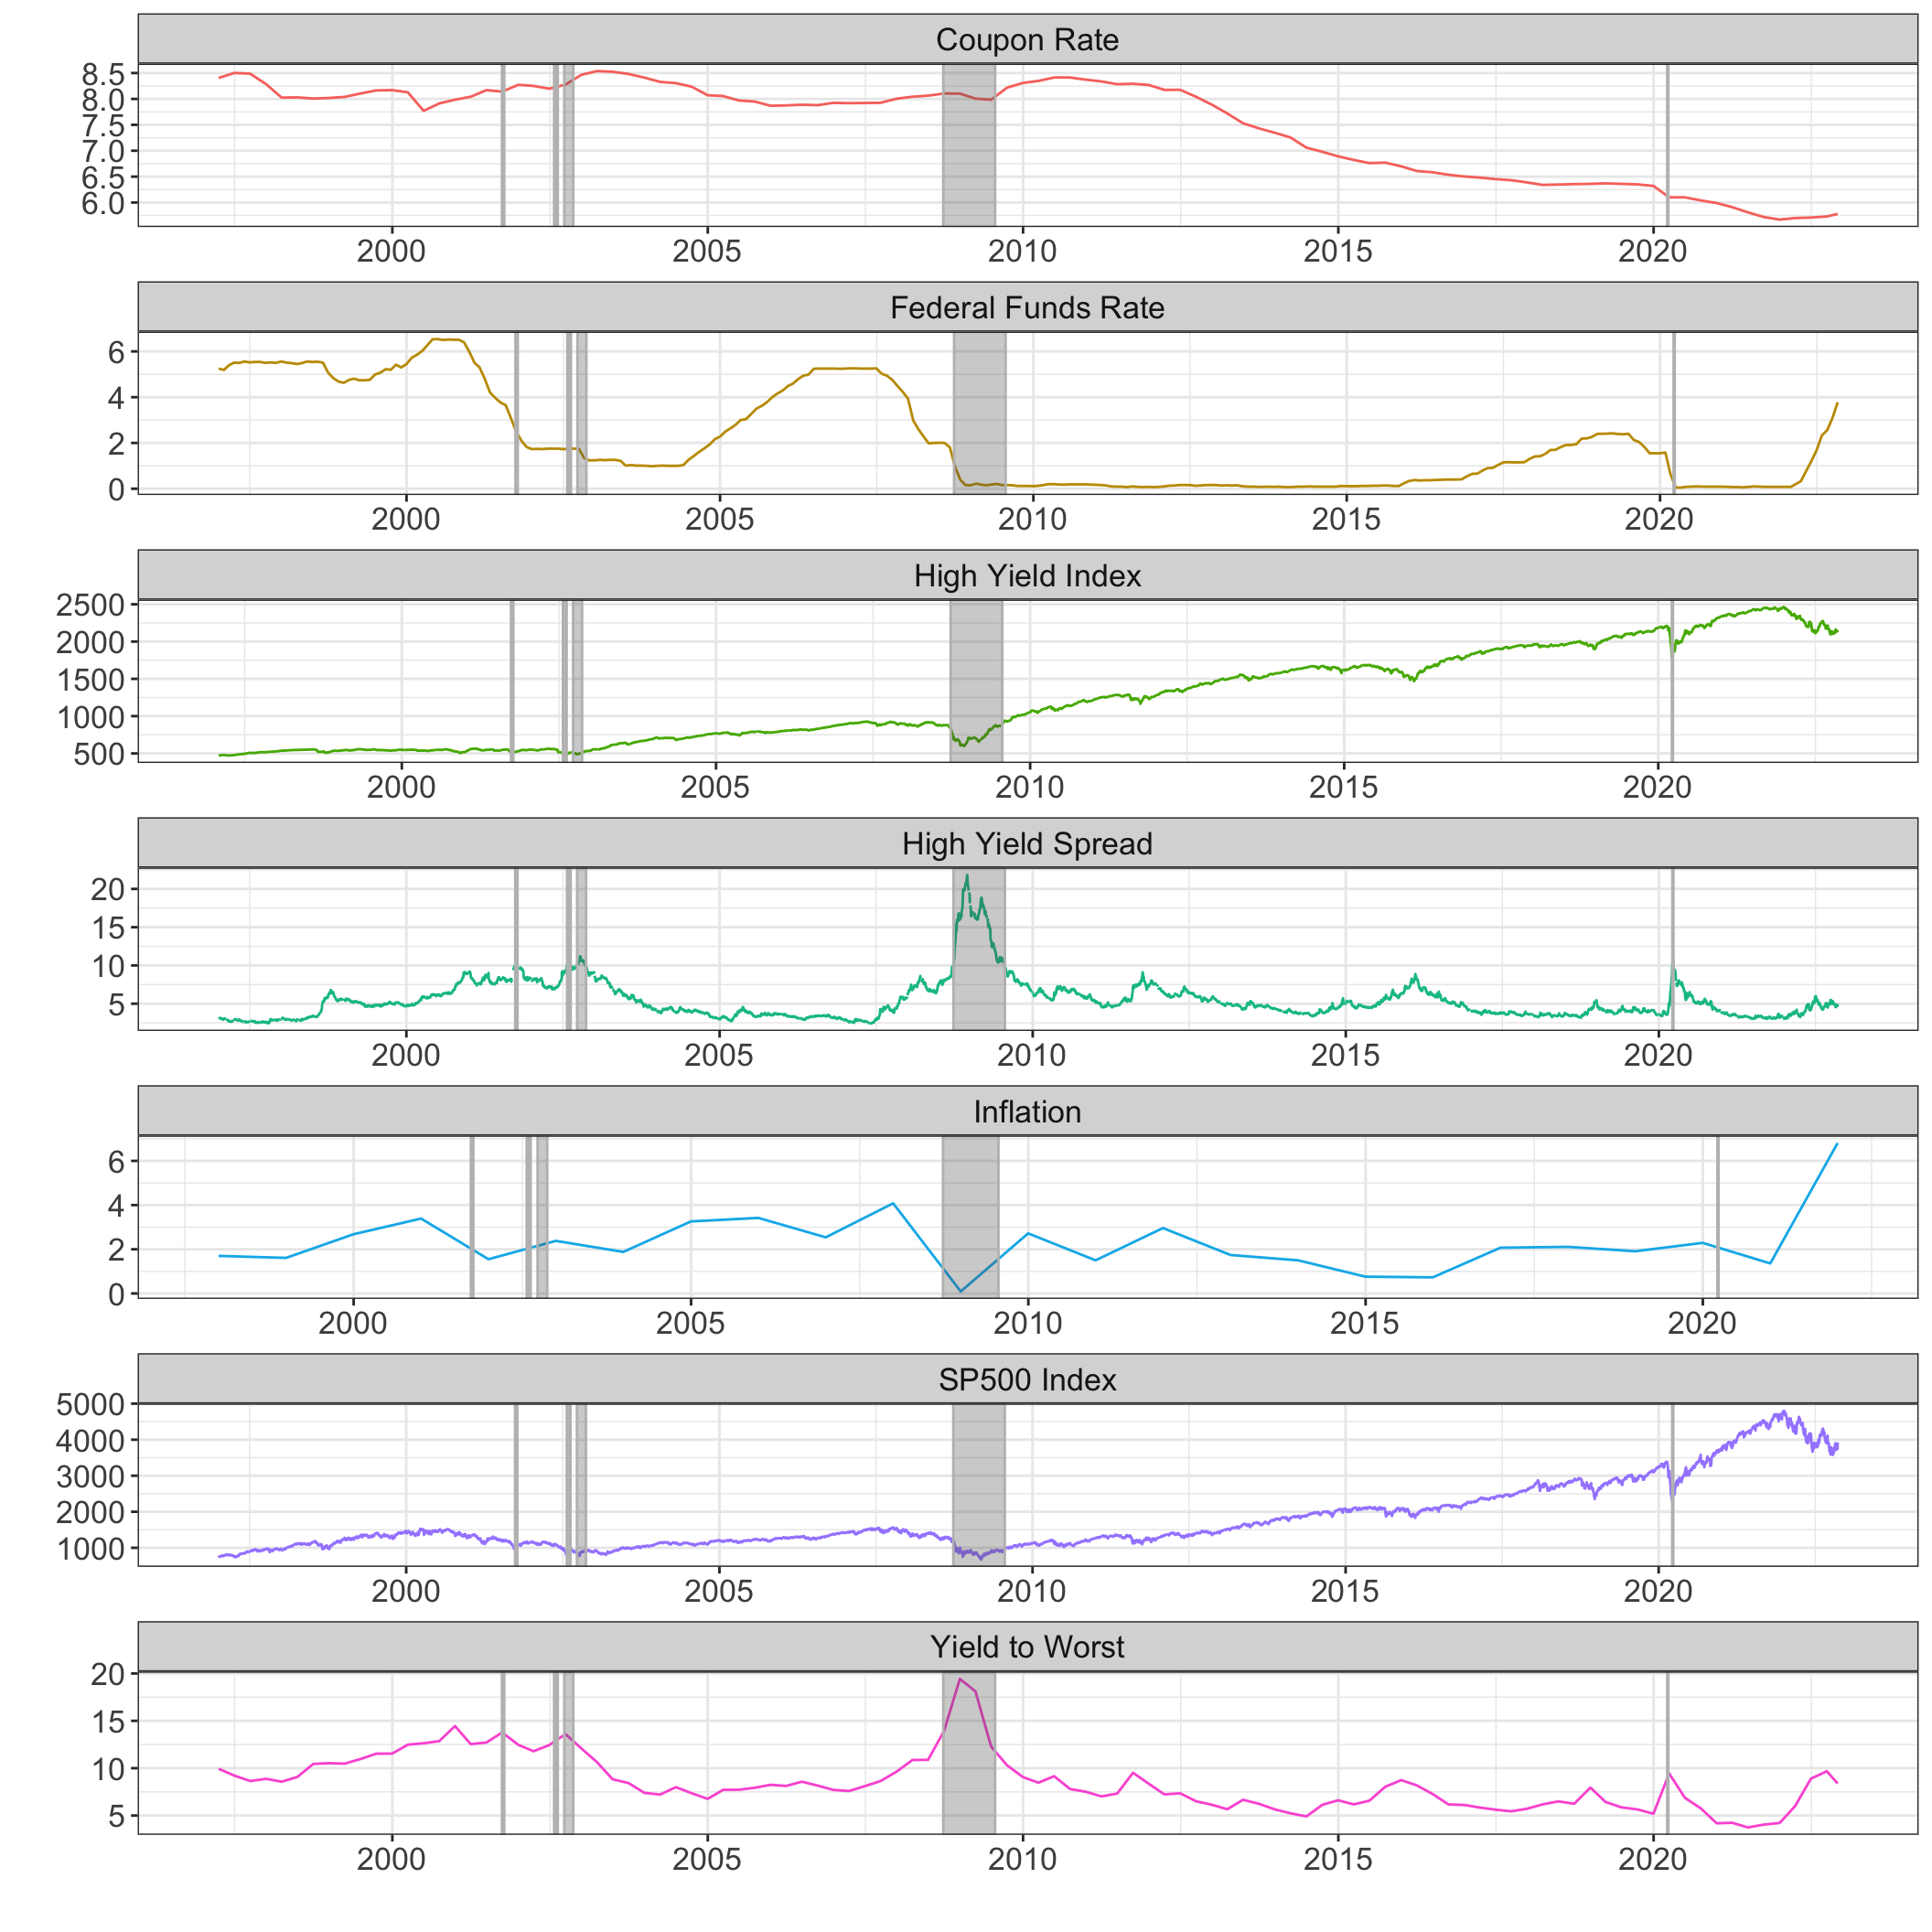 Coupon Rate
8.5
8.0
7.5
7.0
6.5
6.0
2000 2005 2010 2015 2020
Federal Funds Rate
6
4
2
0
2000 2005 2010 2015 2020
High Yield Index
2500
2000
1500
1000
500
2000 2005 2010 2015 2020
High Yield Spread
20
15
10
5
2000 2005 2010 2015 2020
Inflation
6
4
2
0
2000 2005 2010 2015 2020
SP500 Index
5000
4000
3000
2000
1000
2000 2005 2010 2015 2020
Yield to Worst
20
15
10
5
2000 2005 2010 2015 2020